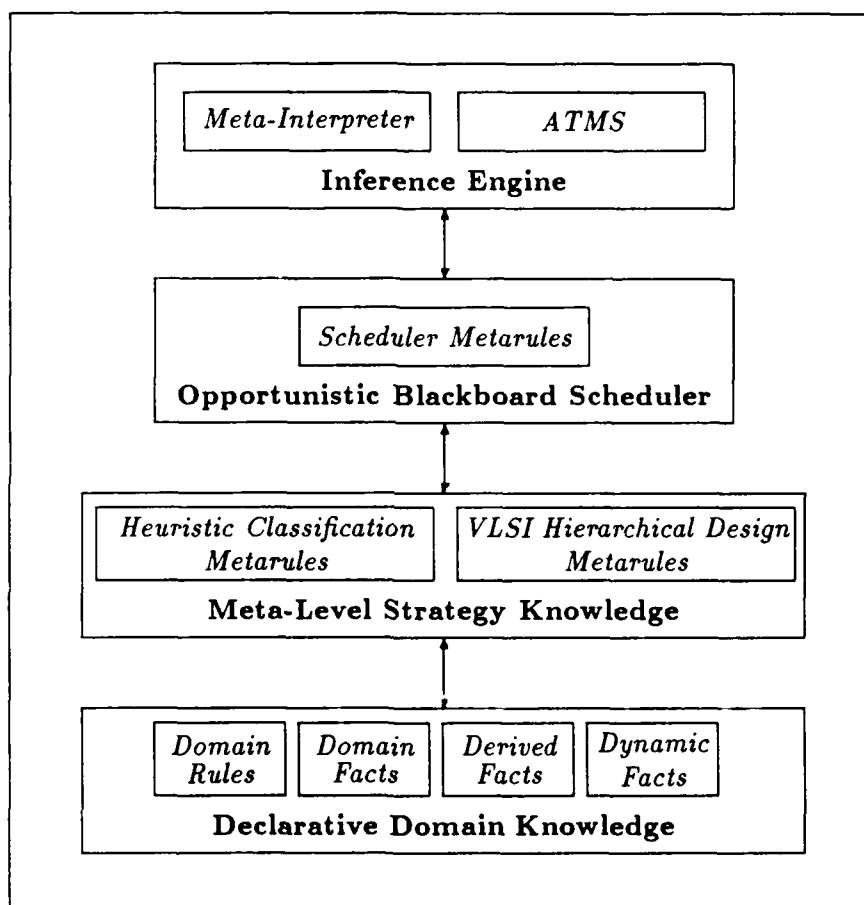 Meta-Interpreter
ATMS
Inference Engine
Scheduler Metarules
Opportunistic Blackboard Scheduler
Heuristic Classification
Metarules
VLSI Hierarchical Design
Metarules
Meta-Level Strategy Knowledge
Domain
Rules
Domain
Facts
Derived
Facts
Dynamic
Facts
Declarative Domain Knowledge